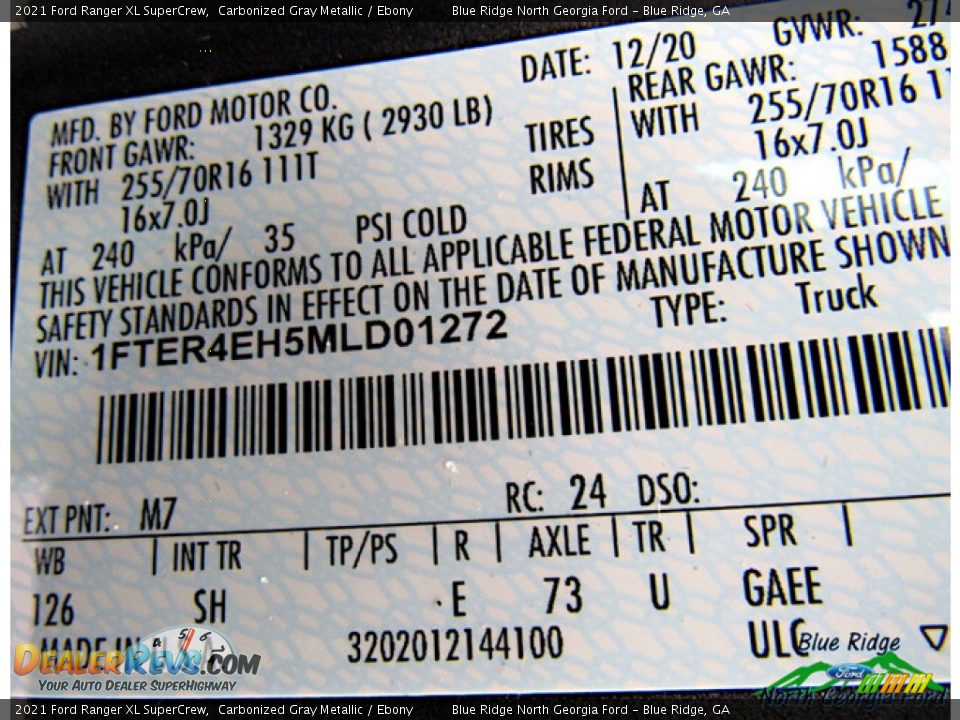 2021 Ford Ranger XL SuperCrew, Carbonized Gray Metallic / Ebony Blue Ridge North Georgia Ford - Blue Ridge, GA
MFD. BY FORD MOTOR CO. DATE: 12/20 GVWR:
FRONT GAWR: 1329 KG ( 2930 LB) REAR GAWR: 1588
WITH 255/70R16 111T TIRES WITH 255/70R16
16x7.0J RIMS 16x7.0J
AT 240 kPa/ 35 PSI COLD AT 240 kPa/
THIS VEHICLE CONFORMS TO ALL APPLICABLE FEDERAL MOTOR VEHICLE
SAFETY STANDARDS IN EFFECT ON THE DATE OF MANUFACTURE SHOWN
VIN: 1FTER4EH5MLD01272 TYPE: Truck
EXT PNT: M7 RC: 24 DSO:
WB INT TR TP/PS R AXLE TR SPR
126 SH E 73 U GAEE
MADE IN 3202012144100 ULC
DealerRevs.com
Your Auto Dealer SuperHighway
Blue Ridge
Ford
North Georgia Ford
2021 Ford Ranger XL SuperCrew, Carbonized Gray Metallic / Ebony Blue Ridge North Georgia Ford - Blue Ridge, GA